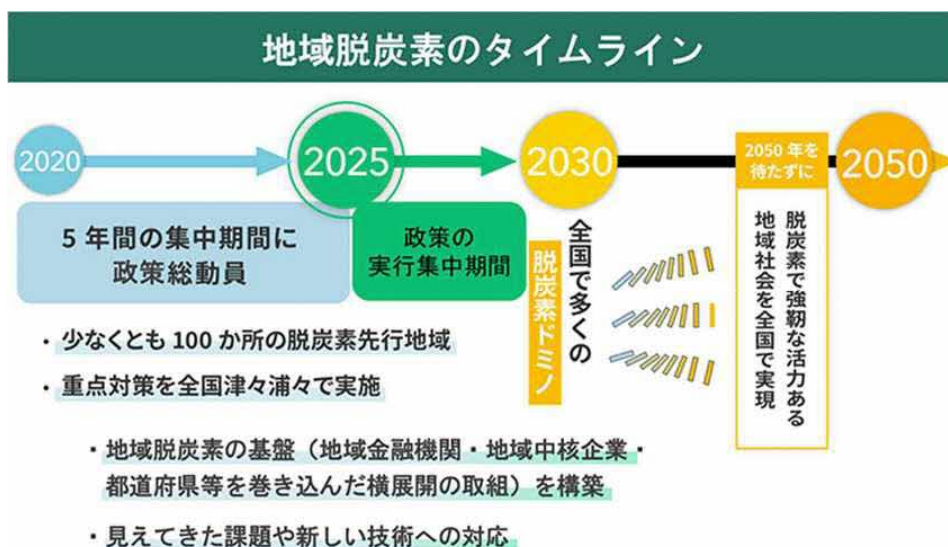 地域脱炭素のタイムライン
2020
2025
2030
2050年を
待たずに
2050
5年間の集中期間に
政策総動員
政策の
実行集中期間
全国で多くの
脱炭素ドミノ
脱炭素で強靭な活力ある
地域社会を全国で実現
・少なくとも100か所の脱炭素先行地域
・重点対策を全国津々浦々で実施
・地域脱炭素の基盤（地域金融機関・地域中核企業・
都道府県等を巻き込んだ横展開の取組）を構築
・見えてきた課題や新しい技術への対応